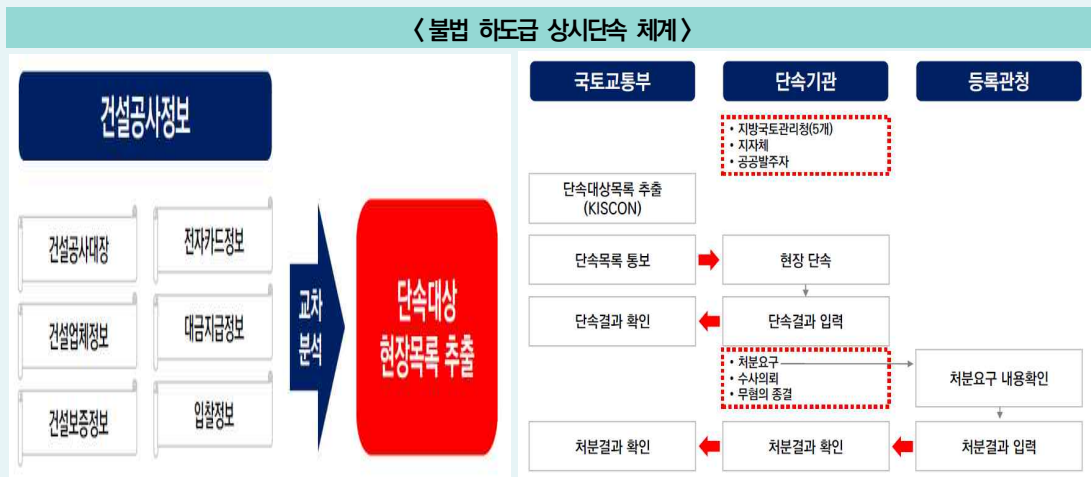 < 불법 하도급 상시단속 체계 >
건설공사정보
건설공사대장
전자카드정보
건설업체정보
대금지급정보
건설보증정보
입찰정보
교차
분석
단속대상
현장목록 추출
국토교통부
단속기관
등록관청
• 지방국토관리청(5개)
• 지자체
• 공공발주자
단속대상목록 추출
(KISCON)
단속목록 통보
현장 단속
단속결과 확인
단속결과 입력
• 처분요구
• 수사의뢰
• 무혐의 종결
처분요구 내용확인
처분결과 확인
처분결과 확인
처분결과 입력